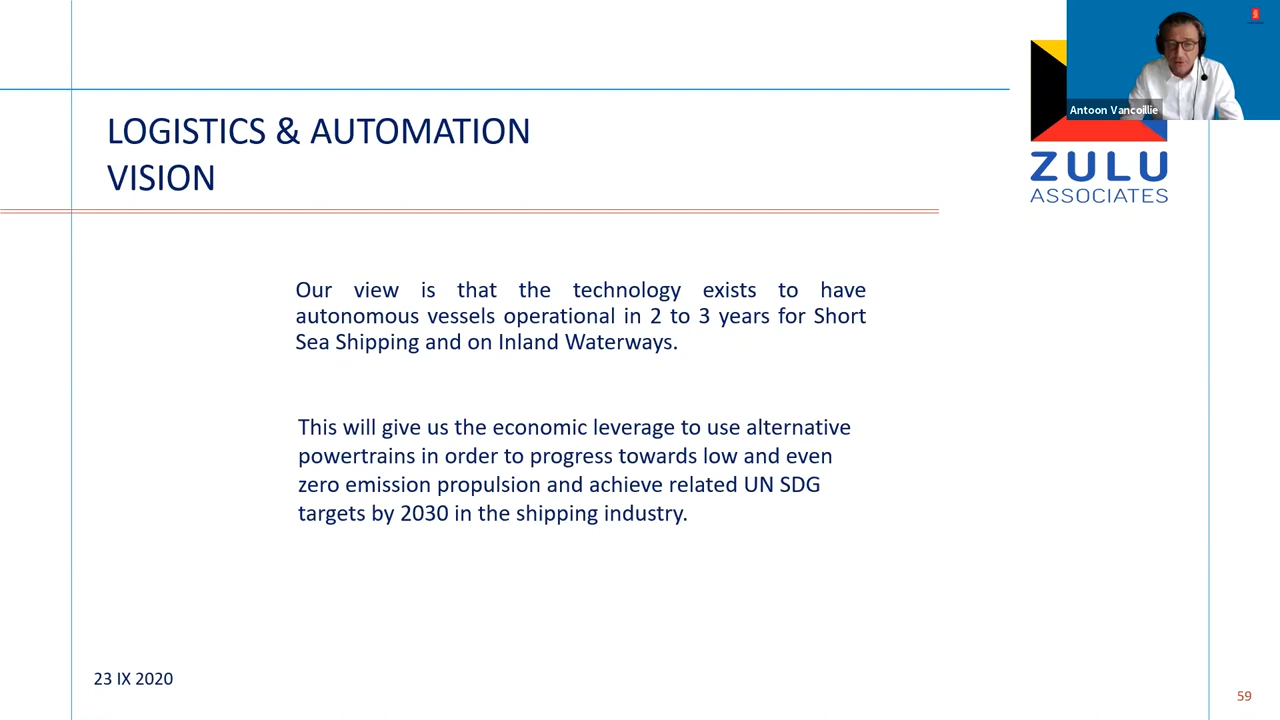 Antoon Vancoillie
LOGISTICS & AUTOMATION
VISION
ZULU
ASSOCIATES
Our view is that the technology exists to have
autonomous vessels operational in 2 to 3 years for Short
Sea Shipping and on Inland Waterways.
This will give us the economic leverage to use alternative
powertrains in order to progress towards low and even
zero emission propulsion and achieve related UN SDG
targets by 2030 in the shipping industry.
23 IX 2020
59